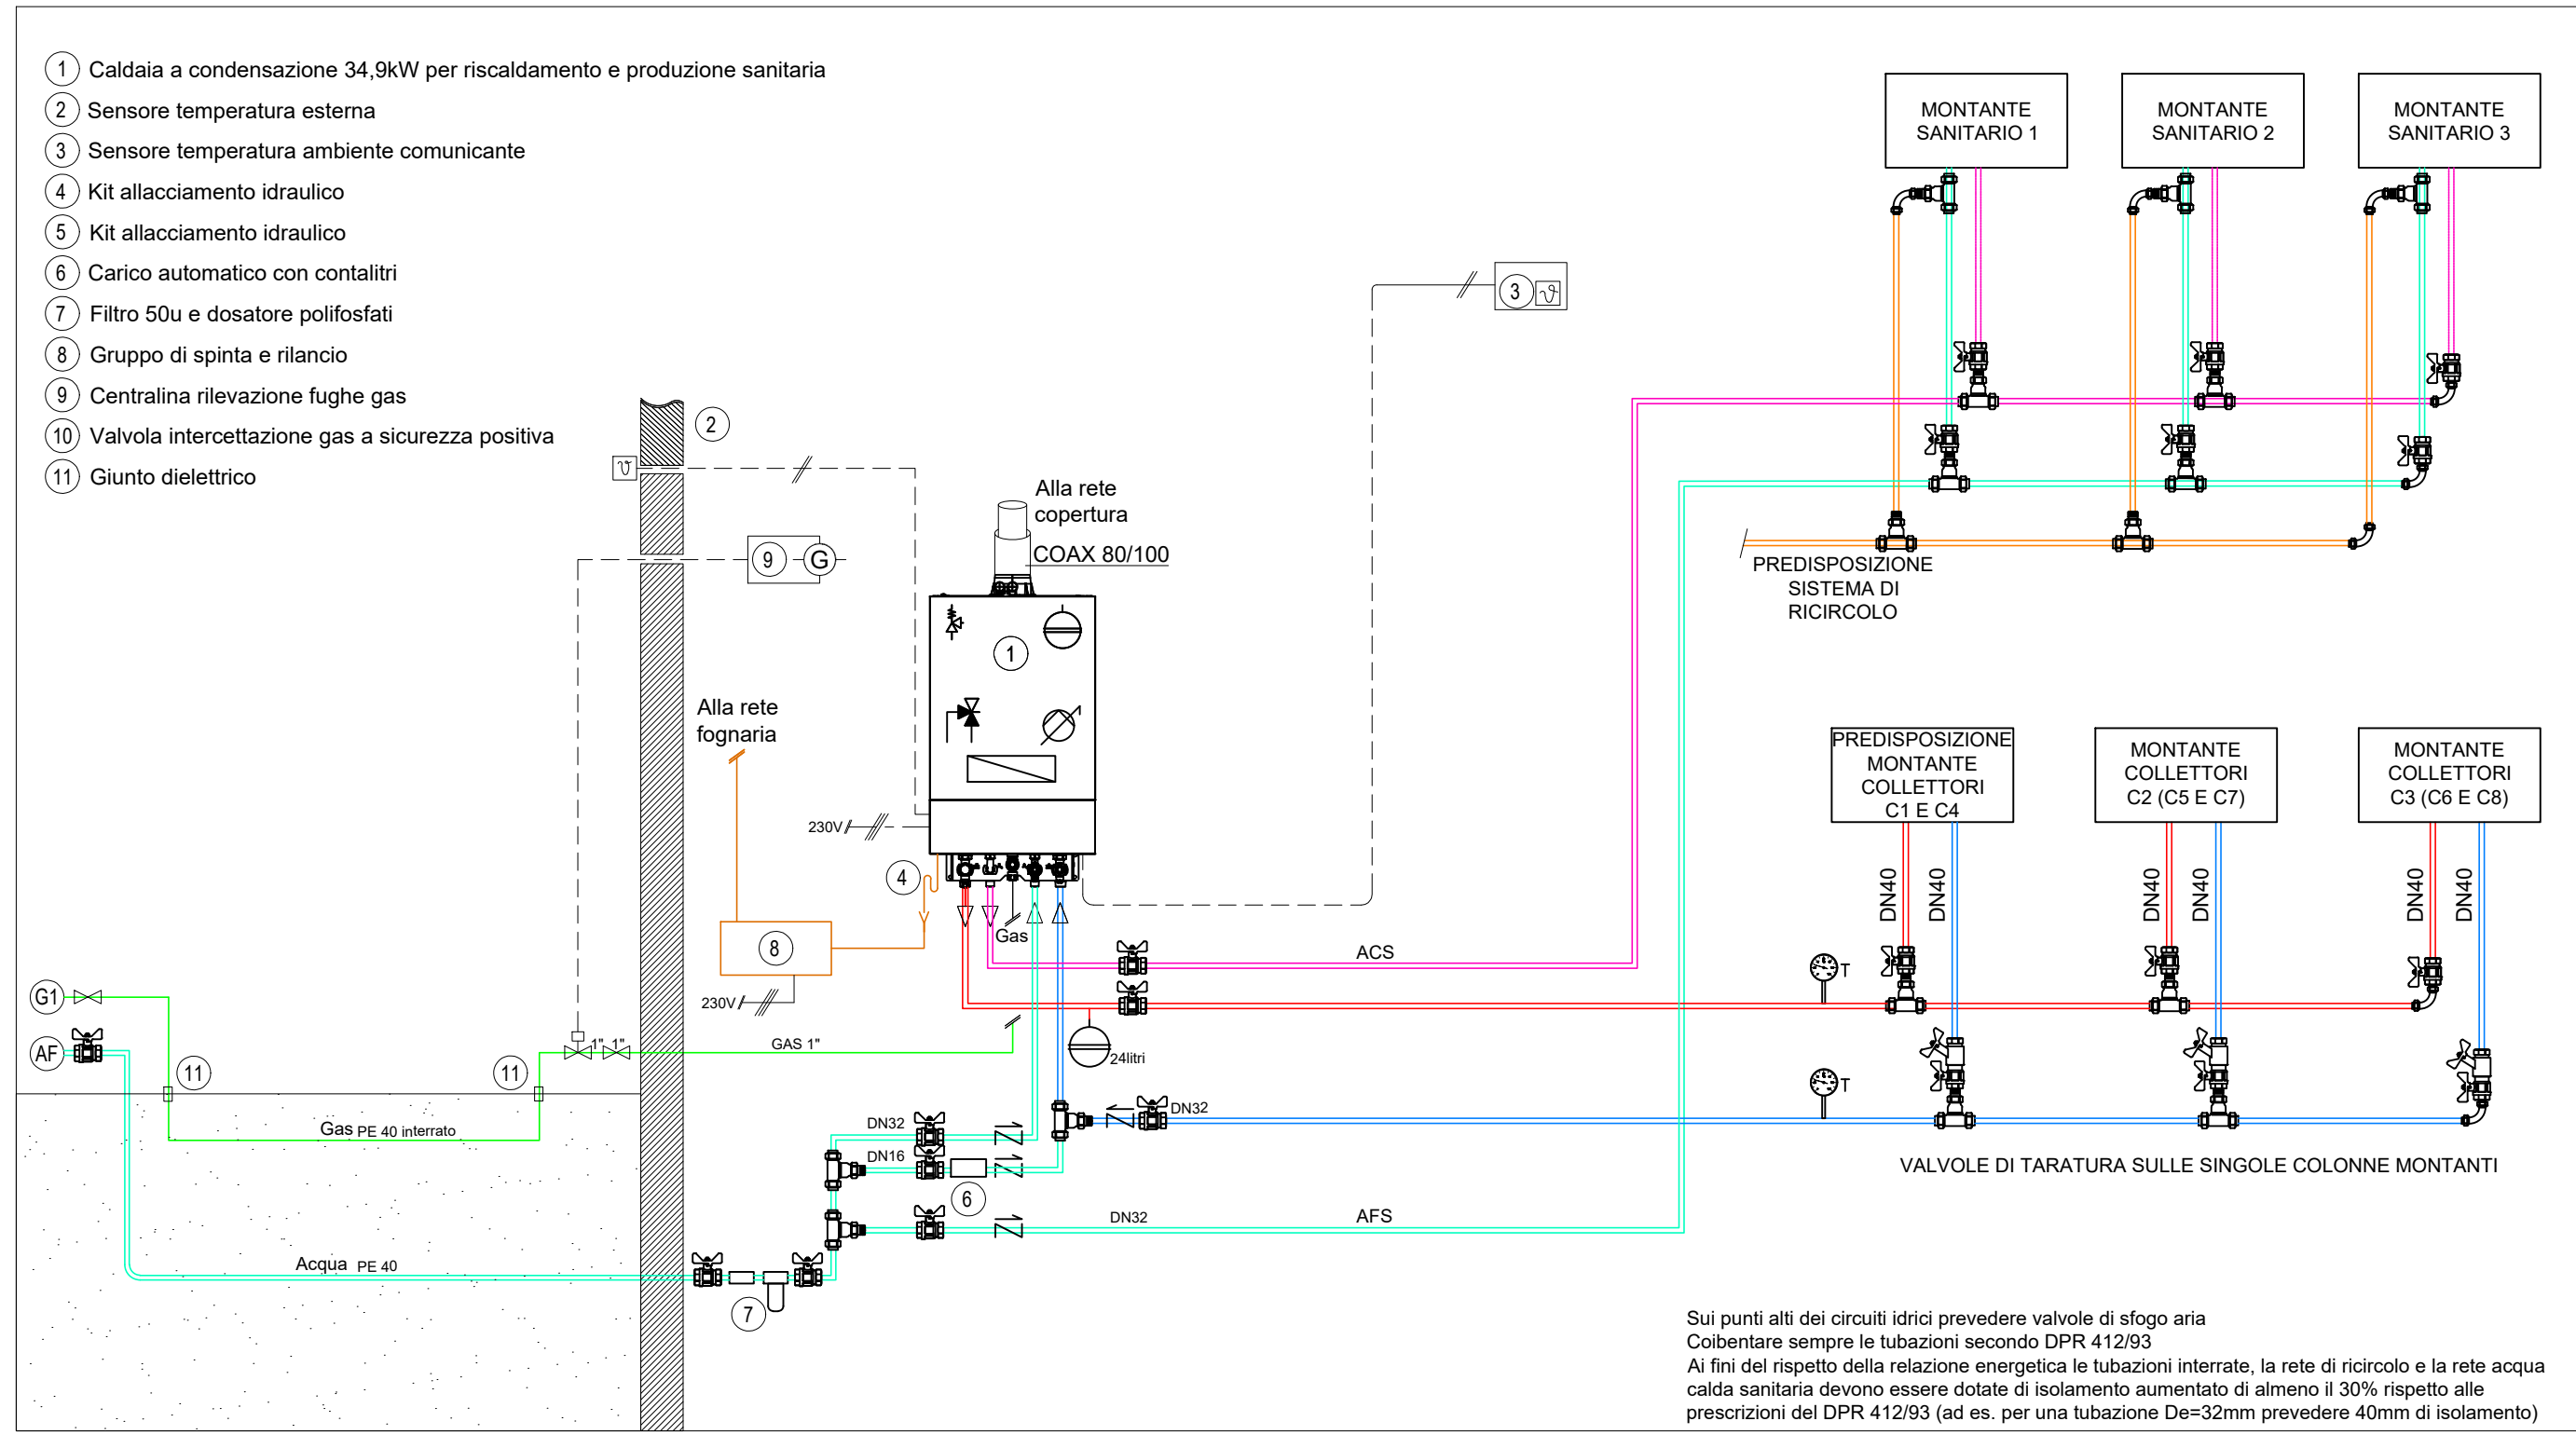 1 Caldaia a condensazione 34,9kW per riscaldamento e produzione sanitaria
2 Sensore temperatura esterna
3 Sensore temperatura ambiente comunicante
4 Kit allacciamento idraulico
5 Kit allacciamento idraulico
6 Carico automatico con contalitri
7 Filtro 50u e dosatore polifosfati
8 Gruppo di spinta e rilancio
9 Centralina rilevazione fughe gas
10 Valvola intercettazione gas a sicurezza positiva
11 Giunto dielettrico
MONTANTE
SANITARIO 1
MONTANTE
SANITARIO 2
MONTANTE
SANITARIO 3
3 ϑ
2
ϑ
Alla rete
copertura
COAX 80/100
9 G
PREDISPOSIZIONE
SISTEMA DI
RICIRCOLO
1
Alla rete
fognaria
230V
4
Gas
8
230V
PREDISPOSIZIONE
MONTANTE
COLLETTORI
C1 E C4
MONTANTE
COLLETTORI
C2 (C5 E C7)
MONTANTE
COLLETTORI
C3 (C6 E C8)
DN40
DN40
DN40
DN40
DN40
DN40
ACS
T
G1
AF
1" 1"
GAS 1"
24litri
11
11
T
Gas PE 40 interrato
DN32
DN32
DN16
6
VALVOLE DI TARATURA SULLE SINGOLE COLONNE MONTANTI
DN32
AFS
Acqua PE 40
7
Sui punti alti dei circuiti idrici prevedere valvole di sfogo aria
Coibentare sempre le tubazioni secondo DPR 412/93
Ai fini del rispetto della relazione energetica le tubazioni interrate, la rete di ricircolo e la rete acqua
calda sanitaria devono essere dotate di isolamento aumentato di almeno il 30% rispetto alle
prescrizioni del DPR 412/93 (ad es. per una tubazione De=32mm prevedere 40mm di isolamento)